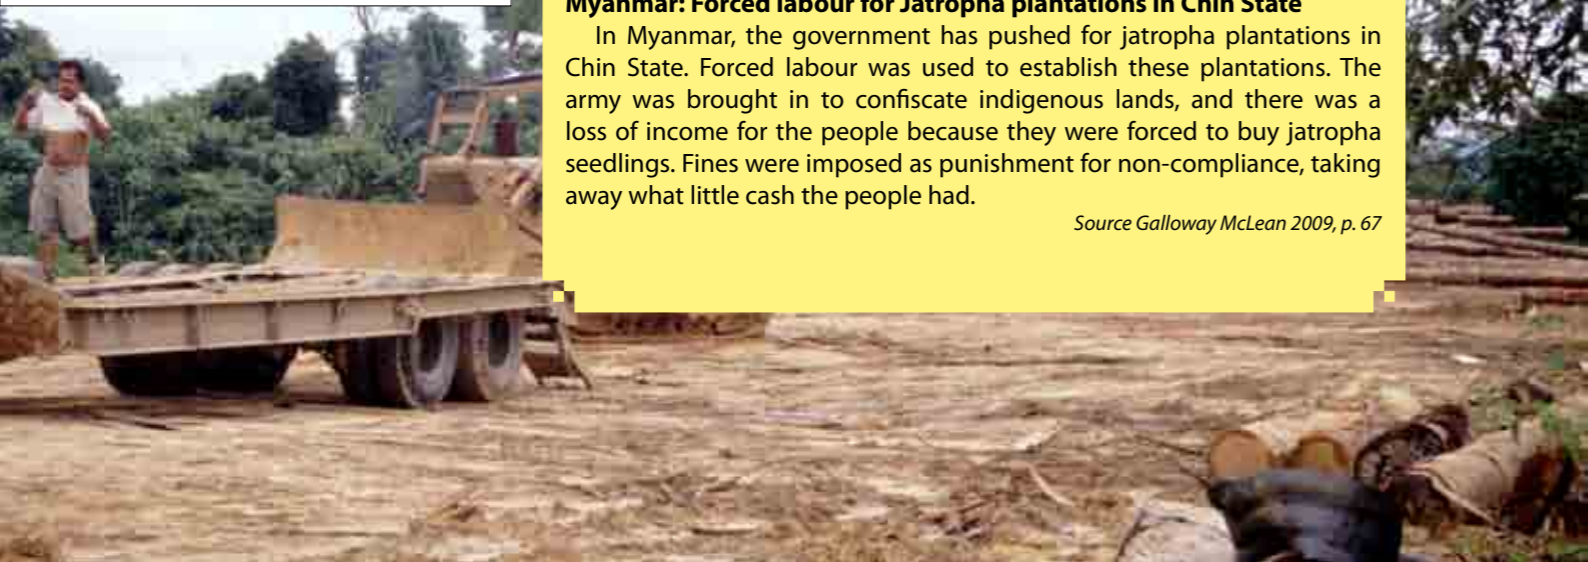 Myanmar: Forced labour for Jatropha plantations in Chin State
In Myanmar, the government has pushed for jatropha plantations in
Chin State. Forced labour was used to establish these plantations. The
army was brought in to confiscate indigenous lands, and there was a
loss of income for the people because they were forced to buy jatropha
seedlings. Fines were imposed as punishment for non-compliance, taking
away what little cash the people had.
Source Galloway McLean 2009, p. 67